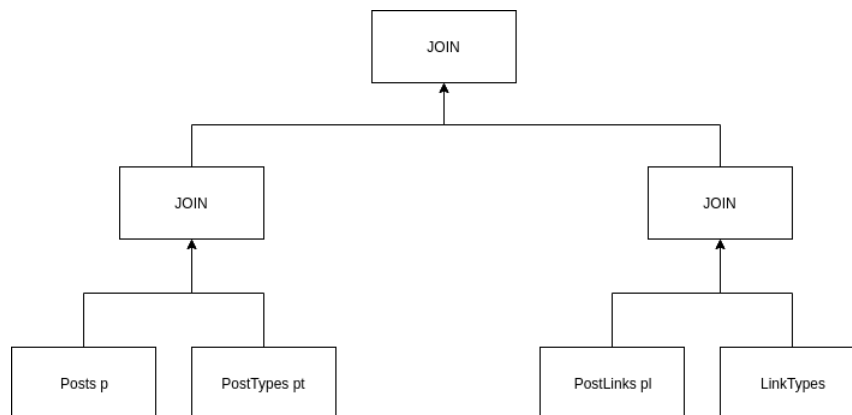 JOIN
JOIN
JOIN
Posts p
PostTypes pt
PostLinks pl
LinkTypes